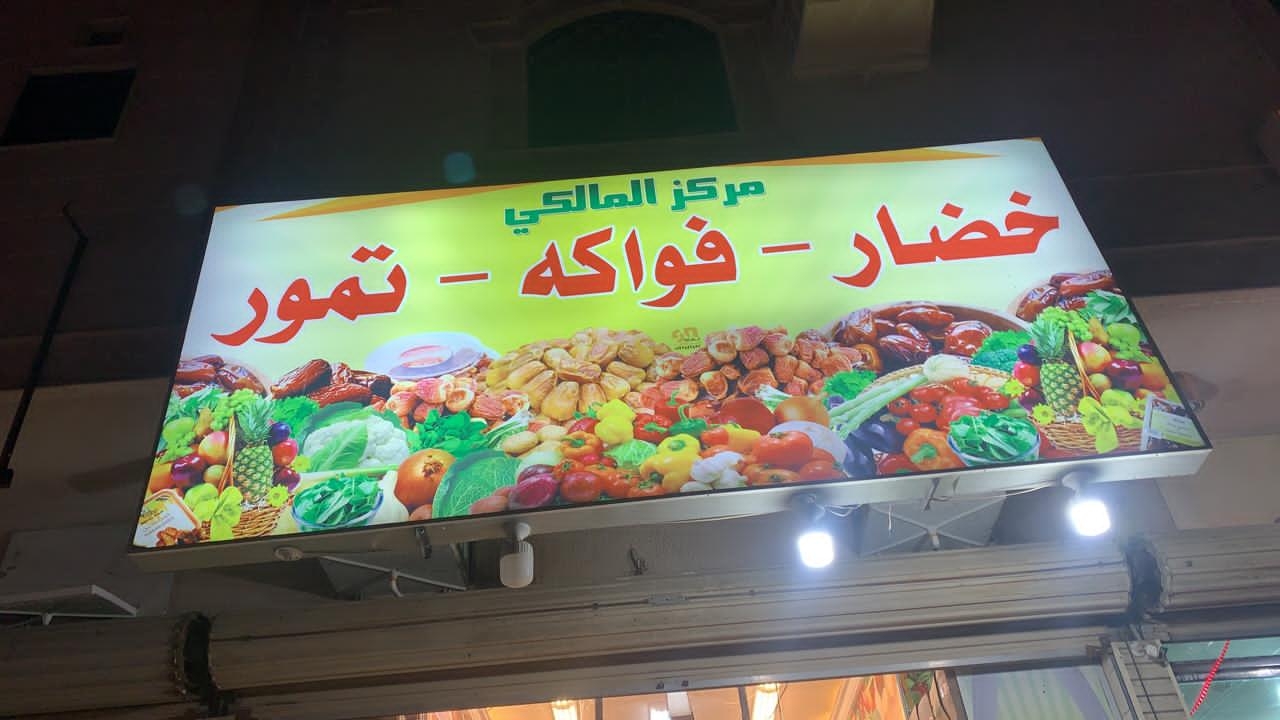 مركز المالكي
خضار - فواكه - تمور